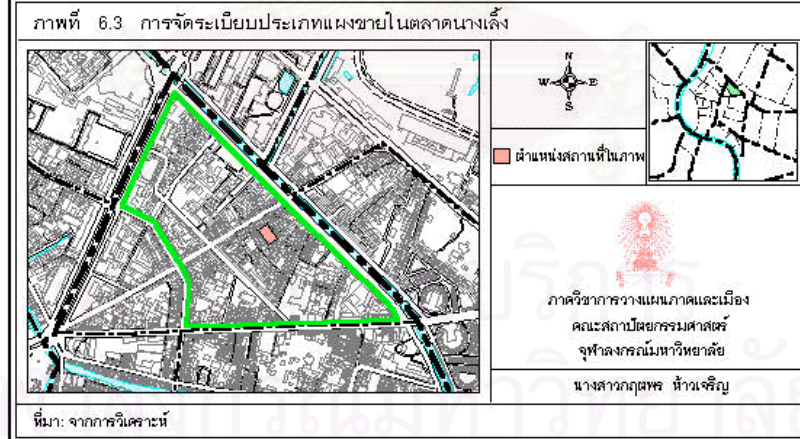 ภาพที่ 6.3 การจัดระเบียบประเภทแผงขายในตลาดนางเลิ้ง
N
W E
S
ตำแหน่งสถานที่ในภาพ
ภาควิชาการวางแผนภาคและเมือง
คณะสถาปัตยกรรมศาสตร์
จุฬาลงกรณ์มหาวิทยาลัย
นางสาวกฤตพร ห้าวเจริญ
ที่มา: จากการวิเคราะห์